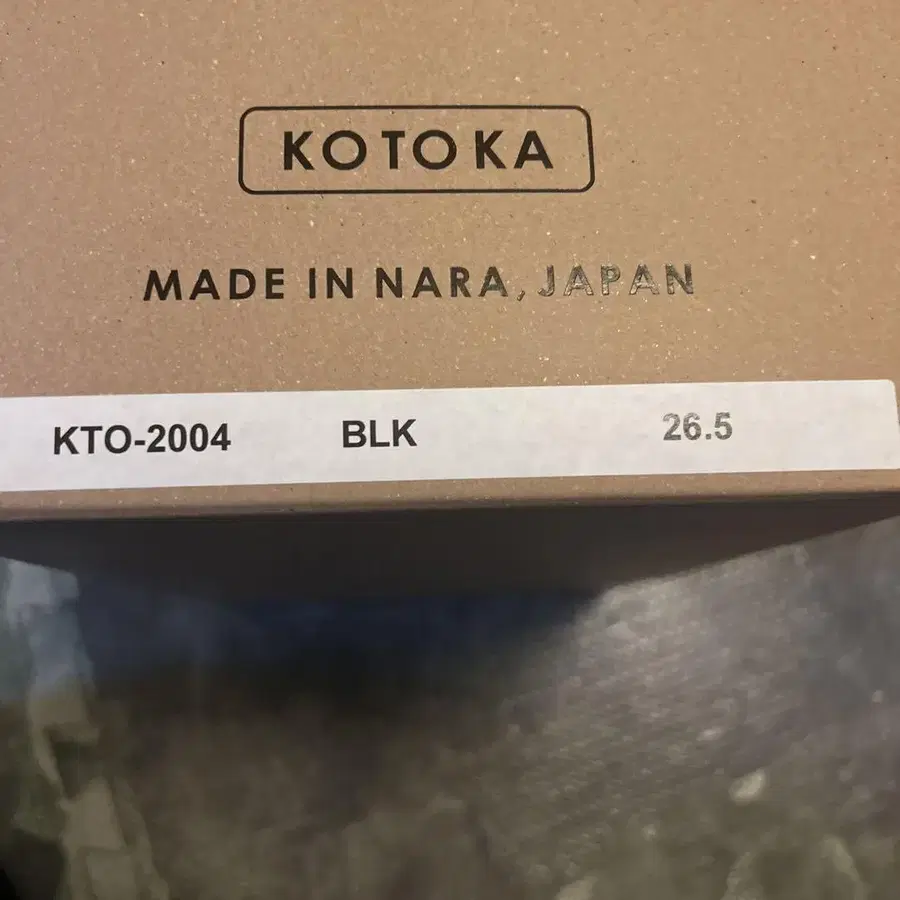 KOTOKA
MADE IN NARA, JAPAN
KTO-2004 BLK 26.5